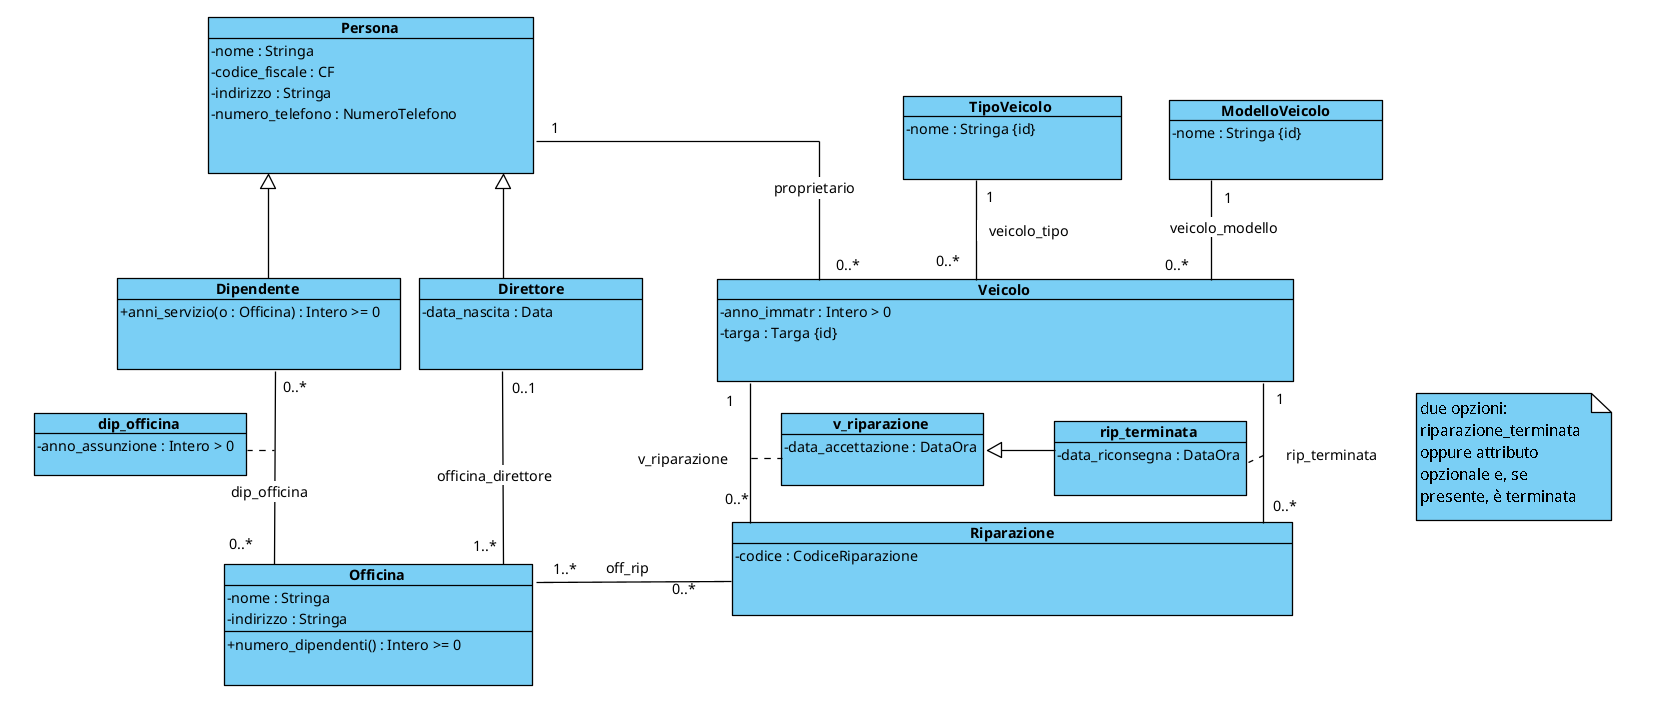 Persona
-nome : Stringa
-codice_fiscale : CF
-indirizzo : Stringa
-numero_telefono : NumeroTelefono
1
proprietario
0..*
TipoVeicolo
-nome : Stringa {id}
1
veicolo_tipo
0..*
ModelloVeicolo
-nome : Stringa {id}
1
veicolo_modello
0..*
Dipendente
+anni_servizio(o : Officina) : Intero >= 0
Direttore
-data_nascita : Data
Veicolo
-anno_immatr : Intero > 0
-targa : Targa {id}
0..*
dip_officina
-anno_assunzione : Intero > 0
dip_officina
0..*
0..1
officina_direttore
1..*
1
v_riparazione
0..*
v_riparazione
-data_accettazione : DataOra
rip_terminata
-data_riconsegna : DataOra
1
rip_terminata
0..*
due opzioni:
riparazione_terminata
oppure attributo
opzionale e, se
presente, è terminata
Officina
-nome : Stringa
-indirizzo : Stringa
+numero_dipendenti() : Intero >= 0
1..*
off_rip
0..*
Riparazione
-codice : CodiceRiparazione